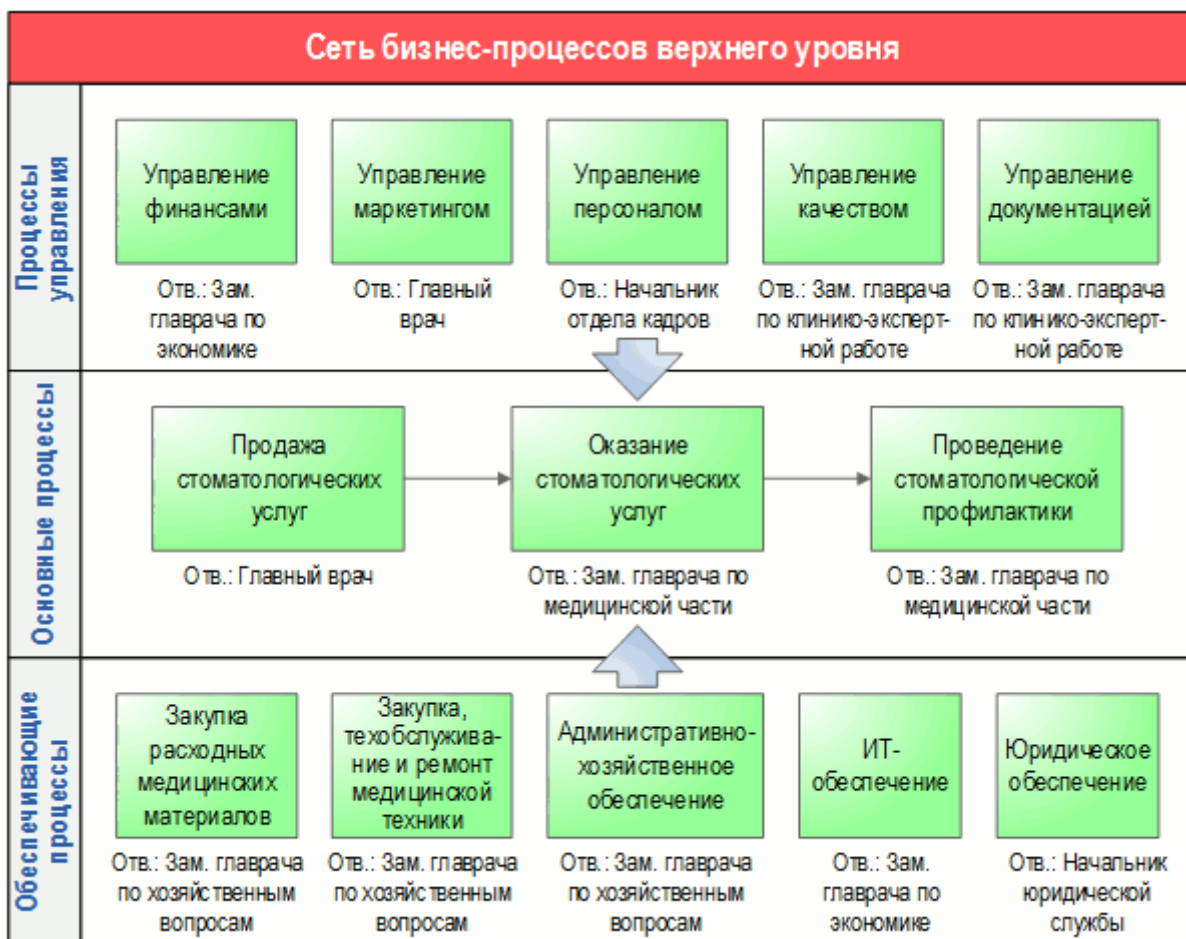 Сеть бизнес-процессов верхнего уровня
Процессы
управления
Управление
финансами
Отв.: Зам.
главрача по
экономике
Управление
маркетингом
Отв.: Главный
врач
Управление
персоналом
Отв.: Начальник
отдела кадров
Управление
качеством
Отв.: Зам. главрача
по клинико-эксперт-
ной работе
Управление
документацией
Отв.: Зам. главрача
по клинико-эксперт-
ной работе
Основные процессы
Продажа
стоматологических
услуг
Отв.: Главный врач
Оказание
стоматологических
услуг
Отв.: Зам. главрача по
медицинской части
Проведение
стоматологической
профилактики
Отв.: Зам. главрача по
медицинской части
Обеспечивающие
процессы
Закупка
расходных
медицинских
материалов
Отв.: Зам. главрача
по хозяйственным
вопросам
Закупка,
техобслужива-
ние и ремонт
медицинской
техники
Отв.: Зам. главрача
по хозяйственным
вопросам
Административно-
хозяйственное
обеспечение
Отв.: Зам. главрача
по хозяйственным
вопросам
ИТ-
обеспечение
Отв.: Зам.
главрача по
экономике
Юридическое
обеспечение
Отв.: Начальник
юридической
службы